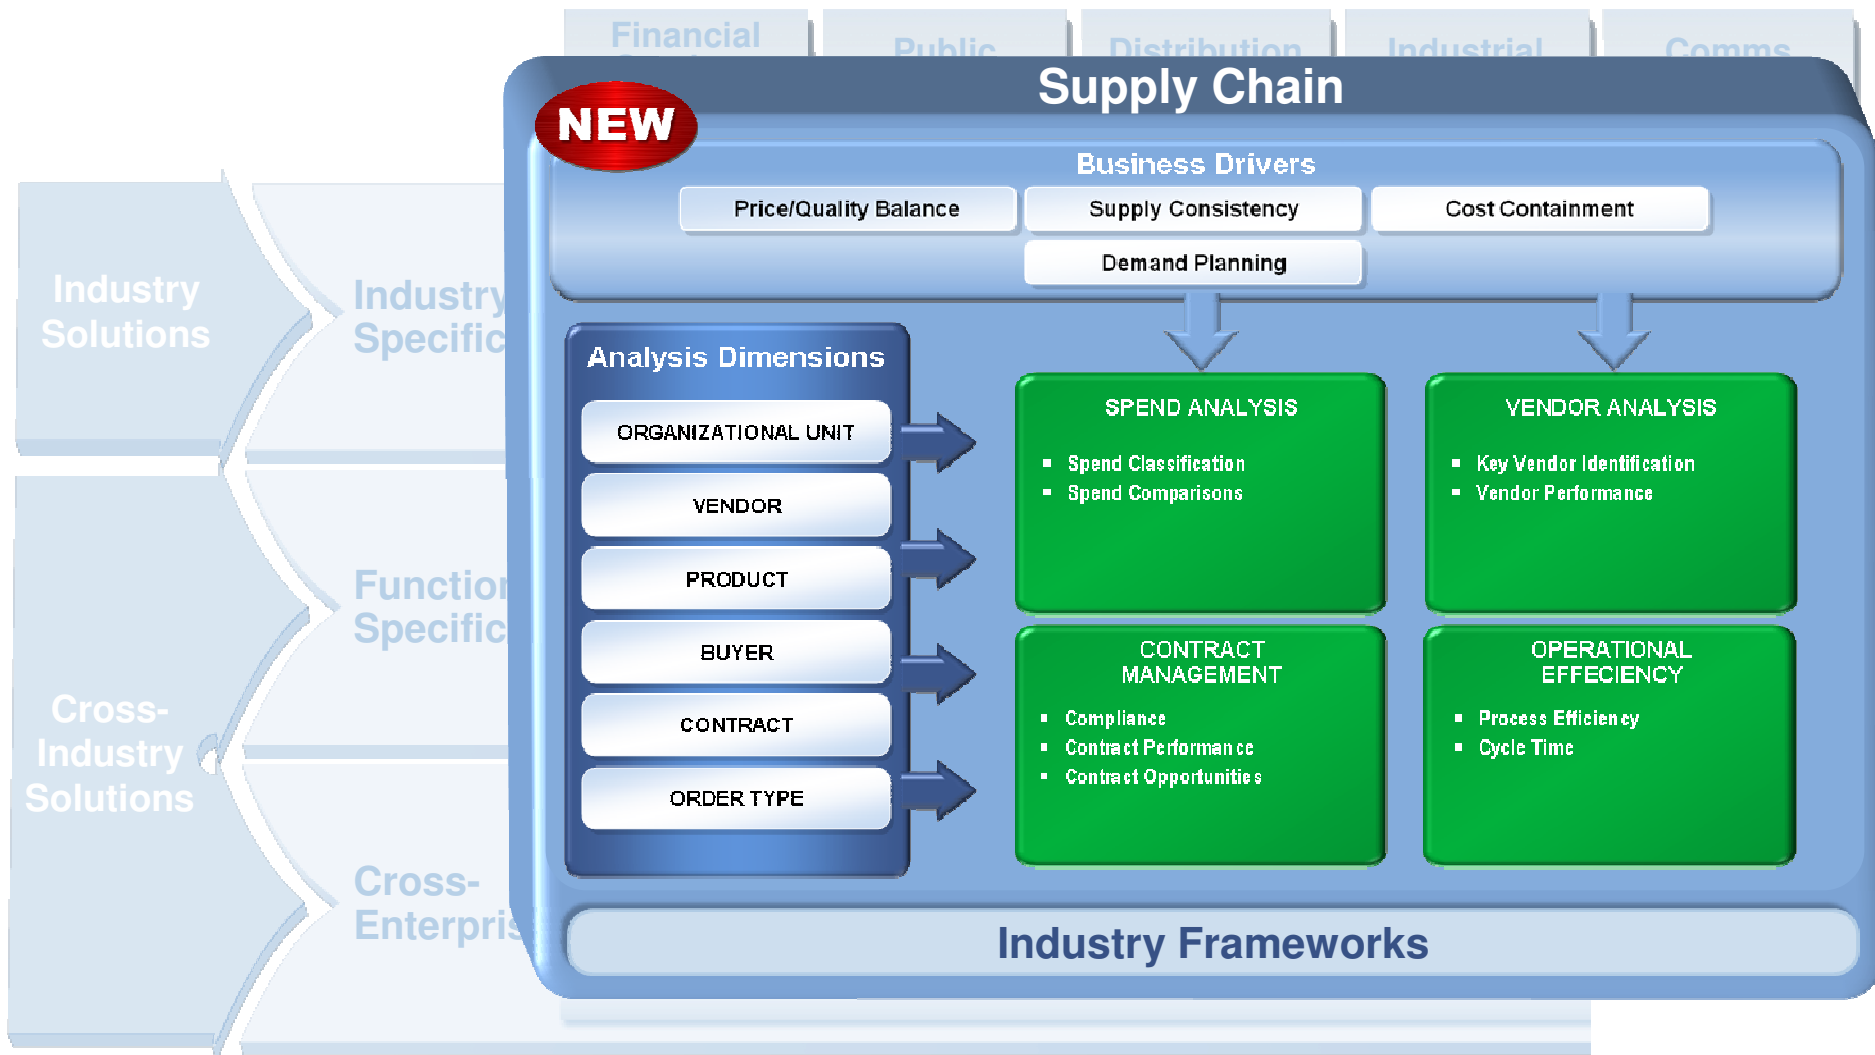 Financial
Public
Distribution
Industrial
Comms
Supply Chain
NEW
Business Drivers
Price/Quality Balance
Supply Consistency
Cost Containment
Demand Planning
Industry
Solutions
Industry
Specific
Analysis Dimensions
ORGANIZATIONAL UNIT
VENDOR
PRODUCT
BUYER
CONTRACT
ORDER TYPE
SPEND ANALYSIS
▪ Spend Classification
▪ Spend Comparisons
VENDOR ANALYSIS
▪ Key Vendor Identification
▪ Vendor Performance
CONTRACT
MANAGEMENT
▪ Compliance
▪ Contract Performance
▪ Contract Opportunities
OPERATIONAL
EFFECIENCY
▪ Process Efficiency
▪ Cycle Time
Function
Specific
Cross-
Industry
Solutions
Cross-
Enterpris
Industry Frameworks